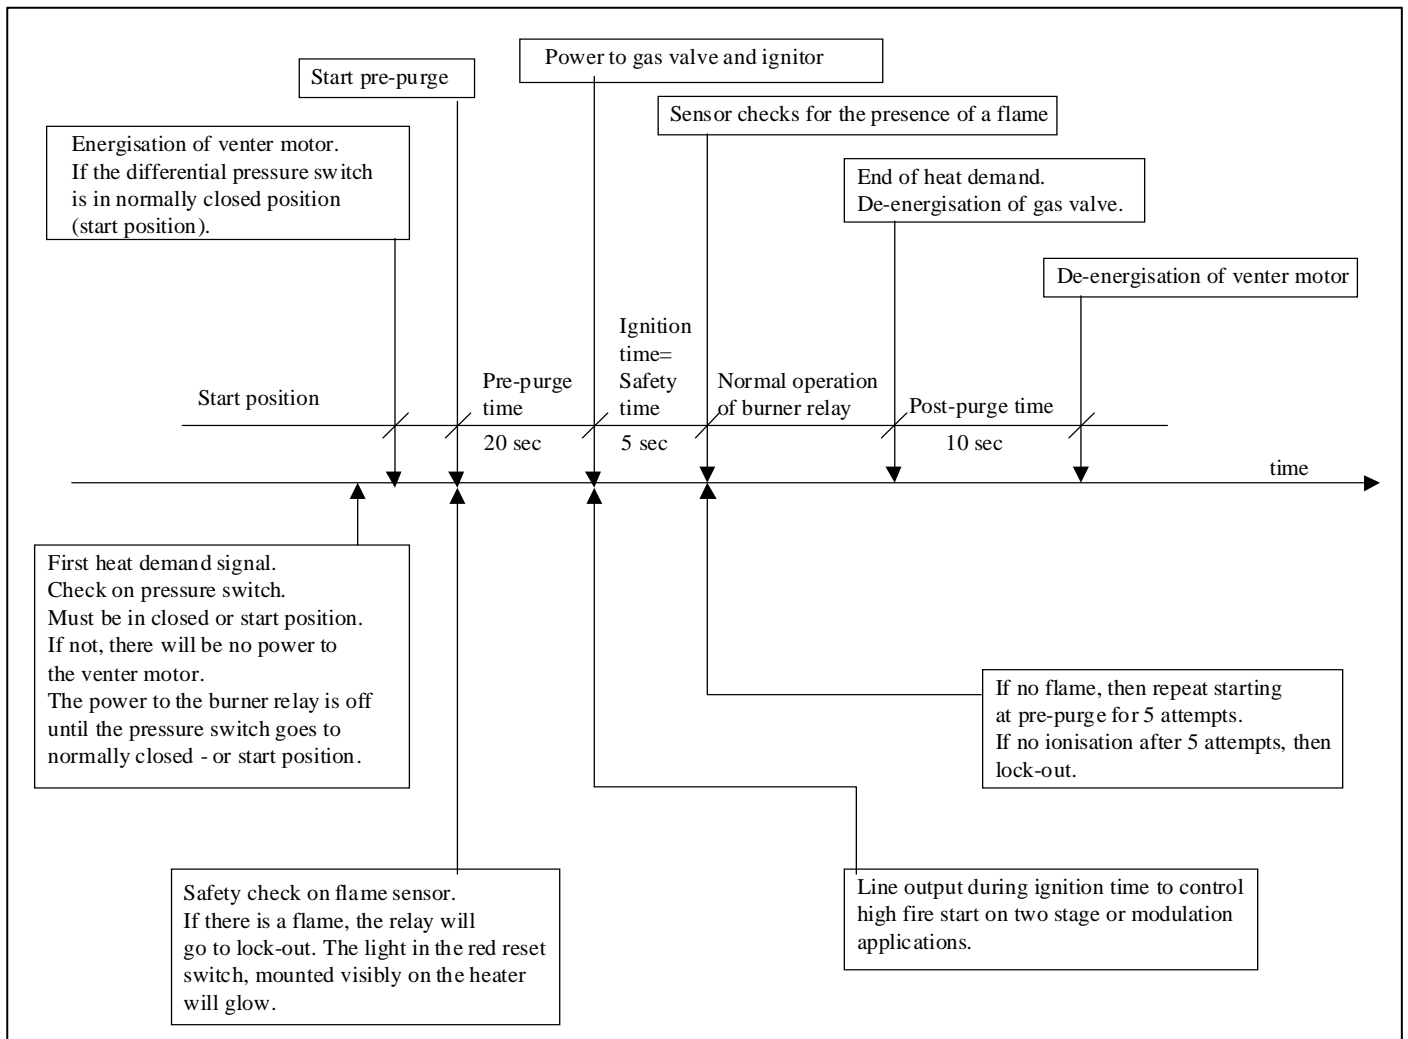 Power to gas valve and ignitor
Start pre-purge
Sensor checks for the presence of a flame
Energisation of venter motor.
If the differential pressure switch
is in normally closed position
(start position).
End of heat demand.
De-energisation of gas valve.
De-energisation of venter motor
Start position
Pre-purge
time
20 sec
Ignition
time=
Safety
time
5 sec
Normal operation
of burner relay
Post-purge time
10 sec
time
First heat demand signal.
Check on pressure switch.
Must be in closed or start position.
If not, there will be no power to
the venter motor.
The power to the burner relay is off
until the pressure switch goes to
normally closed - or start position.
If no flame, then repeat starting
at pre-purge for 5 attempts.
If no ionisation after 5 attempts, then
lock-out.
Safety check on flame sensor.
If there is a flame, the relay will
go to lock-out. The light in the red reset
switch, mounted visibly on the heater
will glow.
Line output during ignition time to control
high fire start on two stage or modulation
applications.